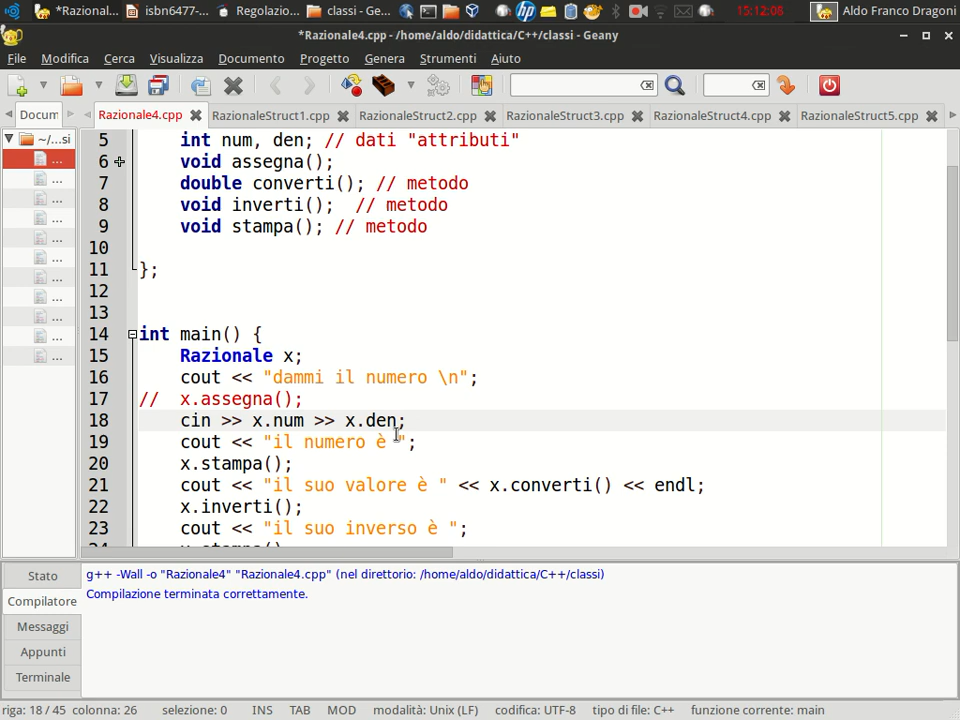 *Razional...
isbn6477-...
Regolazio...
classi - Ge...
15:12:08
Aldo Franco Dragoni
*Razionale4.cpp - /home/aldo/didattica/C++/classi - Geany
File Modifica Cerca Visualizza Documento Progetto Genera Strumenti Aiuto
Docum
Razionale4.cpp
RazionaleStruct1.cpp
RazionaleStruct2.cpp
RazionaleStruct3.cpp
RazionaleStruct4.cpp
RazionaleStruct5.cpp
~/...si
...
...
...
...
...
...
...
...
...
...
...
5 int num, den; // dati "attributi"
6 void assegna();
7 double converti(); // metodo
8 void inverti();  // metodo
9 void stampa(); // metodo
10
11 };
12
13
14 int main() {
15 Razionale x;
16 cout << "dammi il numero \n";
17 //  x.assegna();
18 cin >> x.num >> x.den;
19 cout << "il numero è ";
20 x.stampa();
21 cout << "il suo valore è " << x.converti() << endl;
22 x.inverti();
23 cout << "il suo inverso è ";
24 x.stampa();
Stato
Compilatore
Messaggi
Appunti
Terminale
g++ -Wall -o "Razionale4" "Razionale4.cpp" (nel direttorio: /home/aldo/didattica/C++/classi)
Compilazione terminata correttamente.
riga: 18 / 45 colonna: 26 selezione: 0 INS TAB MOD modalità: Unix (LF) codifica: UTF-8 tipo di file: C++ funzione corrente: main